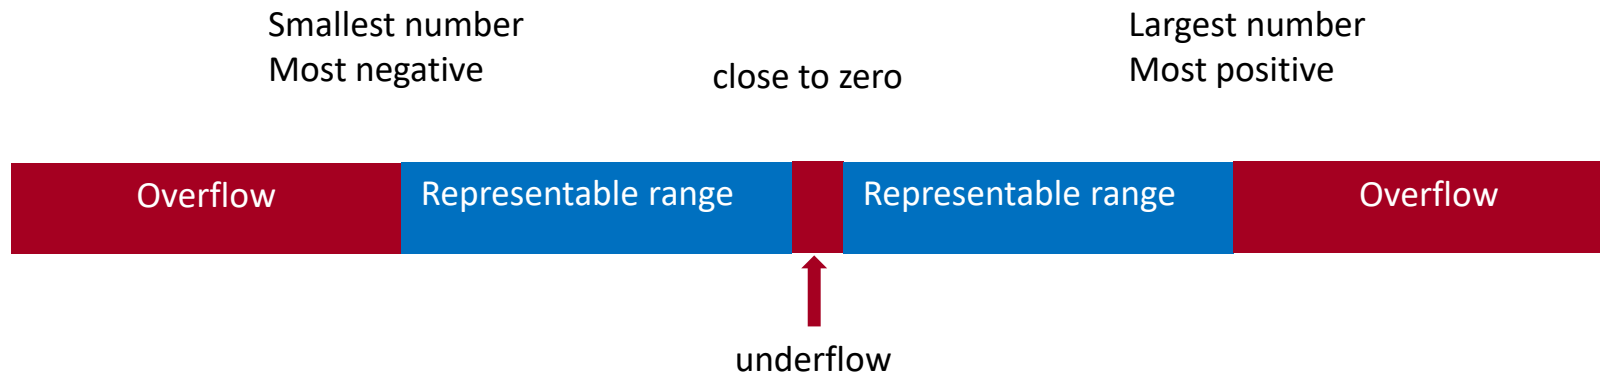 Smallest number
Most negative
close to zero
Largest number
Most positive
Overflow
Representable range
Representable range
Overflow
underflow